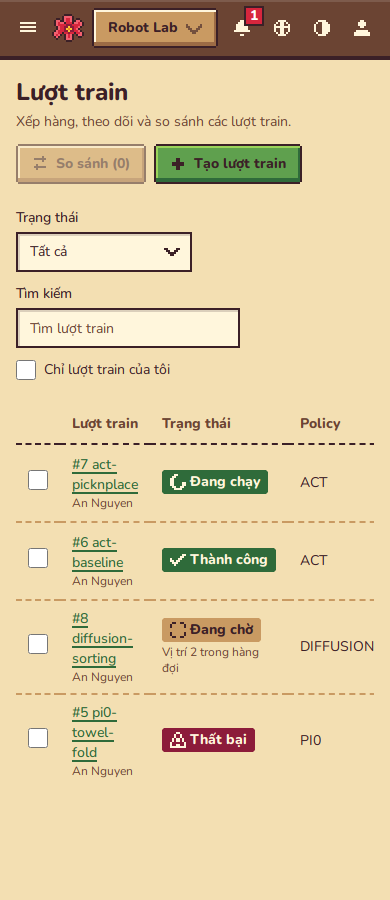 Robot Lab
1
Lượt train
Xếp hàng, theo dõi và so sánh các lượt train.
So sánh (0)
Tạo lượt train
Trạng thái
Tất cả
Tìm kiếm
Tìm lượt train
Chỉ lượt train của tôi
Lượt train Trạng thái Policy
#7 act-
picknplace
An Nguyen
Đang chạy
ACT
#6 act-
baseline
An Nguyen
Thành công
ACT
#8
diffusion-
sorting
An Nguyen
Đang chờ
Vị trí 2 trong hàng
đợi
DIFFUSION
#5 pi0-
towel-
fold
An Nguyen
Thất bại
PI0